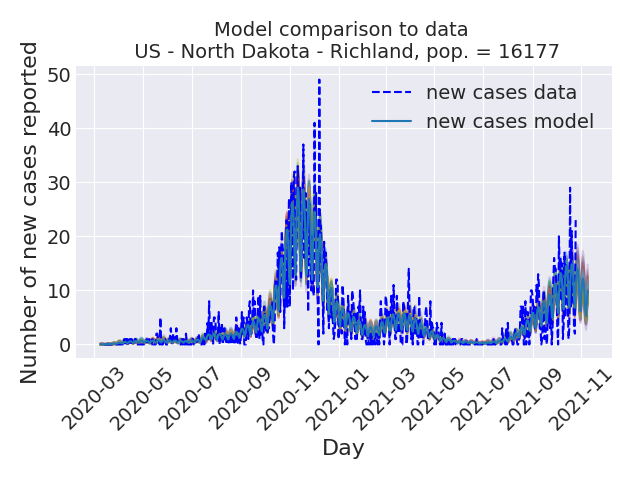 Model comparison to data
US - North Dakota - Richland, pop. = 16177
Number of new cases reported
50
40
30
20
10
0
new cases data
new cases model
2020-03
2020-05
2020-07
2020-09
2020-11
2021-01
2021-03
2021-05
2021-07
2021-09
2021-11
Day